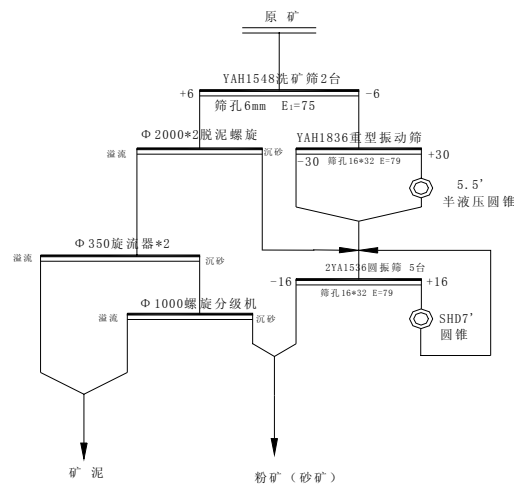 原 矿
YAH1548洗矿筛2台
+6
-6
筛孔6mm E₁=75
Φ2000*2脱泥螺旋
YAH1836重型振动筛
溢流
沉砂
-30 筛孔16*32 E=79
+30
5.5'
半液压圆锥
Φ350旋流器*2
溢流
沉砂
2YA1536圆振筛 5台
-16
+16
筛孔16*32 E=79
Φ1000螺旋分级机
溢流
沉砂
SHD7'
圆锥
矿 泥
粉矿（砂矿）